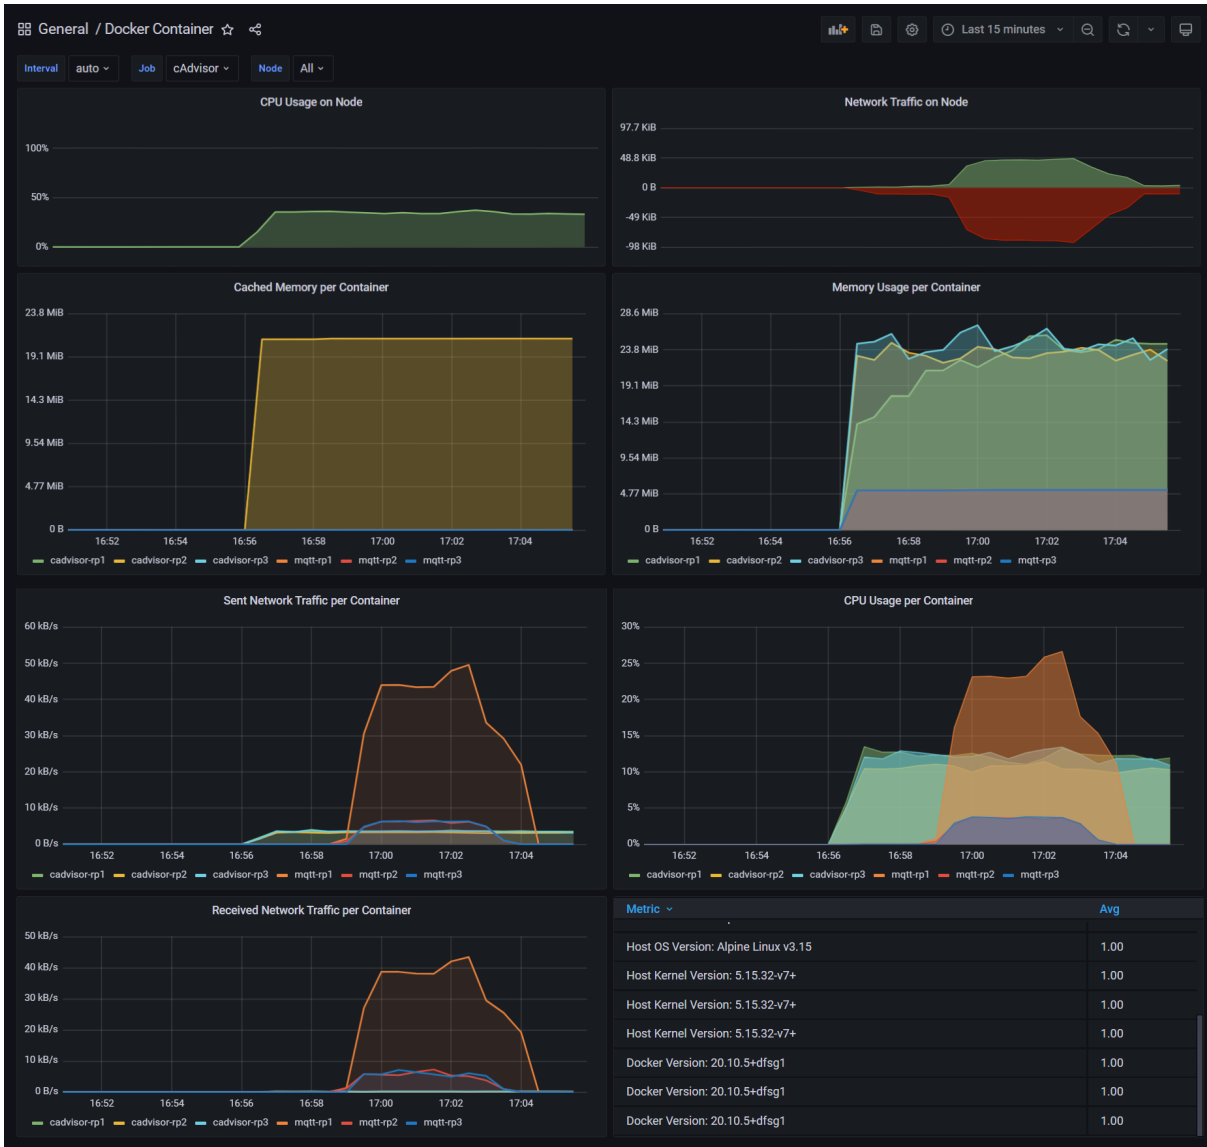 General / Docker Container
Last 15 minutes
Interval auto Job cAdvisor Node All
CPU Usage on Node
100%
50%
0%
Network Traffic on Node
97.7 KiB
48.8 KiB
0 B
-49 KiB
-98 KiB
Cached Memory per Container
23.8 MiB
19.1 MiB
14.3 MiB
9.54 MiB
4.77 MiB
0 B
16:52 16:54 16:56 16:58 17:00 17:02 17:04
cadvisor-rp1 cadvisor-rp2 cadvisor-rp3 mqtt-rp1 mqtt-rp2 mqtt-rp3
Memory Usage per Container
28.6 MiB
23.8 MiB
19.1 MiB
14.3 MiB
9.54 MiB
4.77 MiB
0 B
16:52 16:54 16:56 16:58 17:00 17:02 17:04
cadvisor-rp1 cadvisor-rp2 cadvisor-rp3 mqtt-rp1 mqtt-rp2 mqtt-rp3
Sent Network Traffic per Container
60 kB/s
50 kB/s
40 kB/s
30 kB/s
20 kB/s
10 kB/s
0 B/s
16:52 16:54 16:56 16:58 17:00 17:02 17:04
cadvisor-rp1 cadvisor-rp2 cadvisor-rp3 mqtt-rp1 mqtt-rp2 mqtt-rp3
CPU Usage per Container
30%
25%
20%
15%
10%
5%
0%
16:52 16:54 16:56 16:58 17:00 17:02 17:04
cadvisor-rp1 cadvisor-rp2 cadvisor-rp3 mqtt-rp1 mqtt-rp2 mqtt-rp3
Received Network Traffic per Container
50 kB/s
40 kB/s
30 kB/s
20 kB/s
10 kB/s
0 B/s
16:52 16:54 16:56 16:58 17:00 17:02 17:04
cadvisor-rp1 cadvisor-rp2 cadvisor-rp3 mqtt-rp1 mqtt-rp2 mqtt-rp3
Metric Avg
Host OS Version: Alpine Linux v3.15 1.00
Host Kernel Version: 5.15.32-v7+ 1.00
Host Kernel Version: 5.15.32-v7+ 1.00
Host Kernel Version: 5.15.32-v7+ 1.00
Docker Version: 20.10.5+dfsg1 1.00
Docker Version: 20.10.5+dfsg1 1.00
Docker Version: 20.10.5+dfsg1 1.00